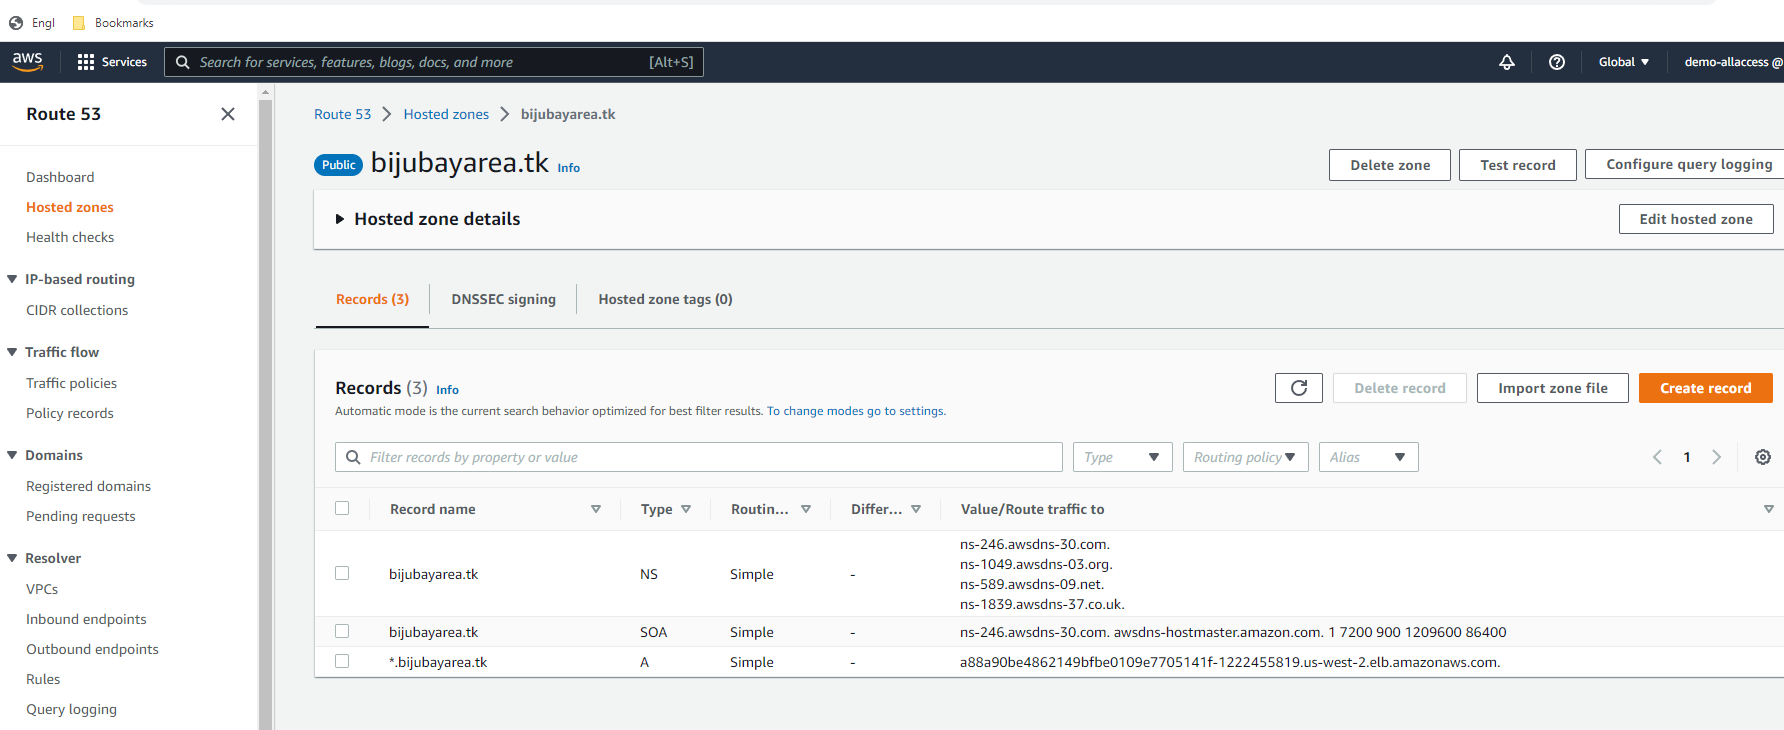 Engl Bookmarks
aws Services Search for services, features, blogs, docs, and more [Alt+S] Global demo-allaccess @
Route 53
Dashboard
Hosted zones
Health checks
IP-based routing
CIDR collections
Traffic flow
Traffic policies
Policy records
Domains
Registered domains
Pending requests
Resolver
VPCs
Inbound endpoints
Outbound endpoints
Rules
Query logging
Route 53 Hosted zones bijubayarea.tk
Public bijubayarea.tk Info Delete zone Test record Configure query logging
Hosted zone details Edit hosted zone
Records (3) DNSSEC signing Hosted zone tags (0)
Records (3) Info Delete record Import zone file Create record
Automatic mode is the current search behavior optimized for best filter results. To change modes go to settings.
Filter records by property or value Type Routing policy Alias 1
Record name Type Routin... Differ... Value/Route traffic to
bijubayarea.tk NS Simple - ns-246.awsdns-30.com.
ns-1049.awsdns-03.org.
ns-589.awsdns-09.net.
ns-1839.awsdns-37.co.uk.
bijubayarea.tk SOA Simple - ns-246.awsdns-30.com. awsdns-hostmaster.amazon.com. 1 7200 900 1209600 86400
*.bijubayarea.tk A Simple - a88a90be4862149bfbe0109e7705141f-1222455819.us-west-2.elb.amazonaws.com.